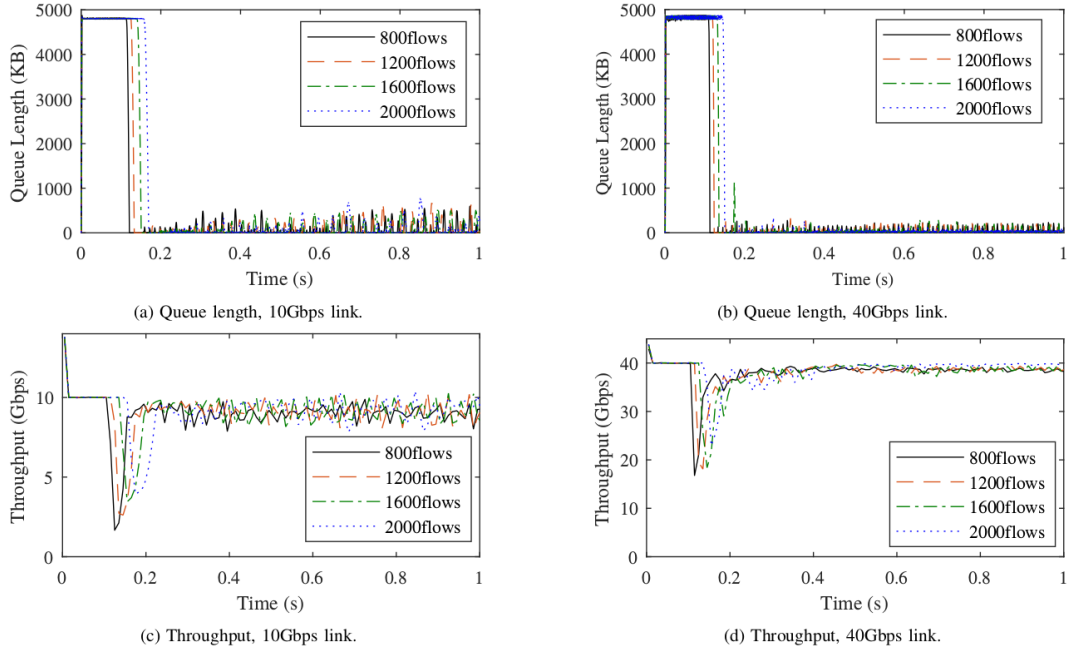 5000
4000
3000
2000
1000
0
Queue Length (KB)
800flows
1200flows
1600flows
2000flows
0 0.2 0.4 0.6 0.8 1
Time (s)
(a) Queue length, 10Gbps link.
5000
4000
3000
2000
1000
0
Queue Length (KB)
800flows
1200flows
1600flows
2000flows
0 0.2 0.4 0.6 0.8 1
Time (s)
(b) Queue length, 40Gbps link.
10
5
0
Throughput (Gbps)
800flows
1200flows
1600flows
2000flows
0 0.2 0.4 0.6 0.8 1
Time (s)
(c) Throughput, 10Gbps link.
40
30
20
10
0
Throughput (Gbps)
800flows
1200flows
1600flows
2000flows
0 0.2 0.4 0.6 0.8 1
Time (s)
(d) Throughput, 40Gbps link.